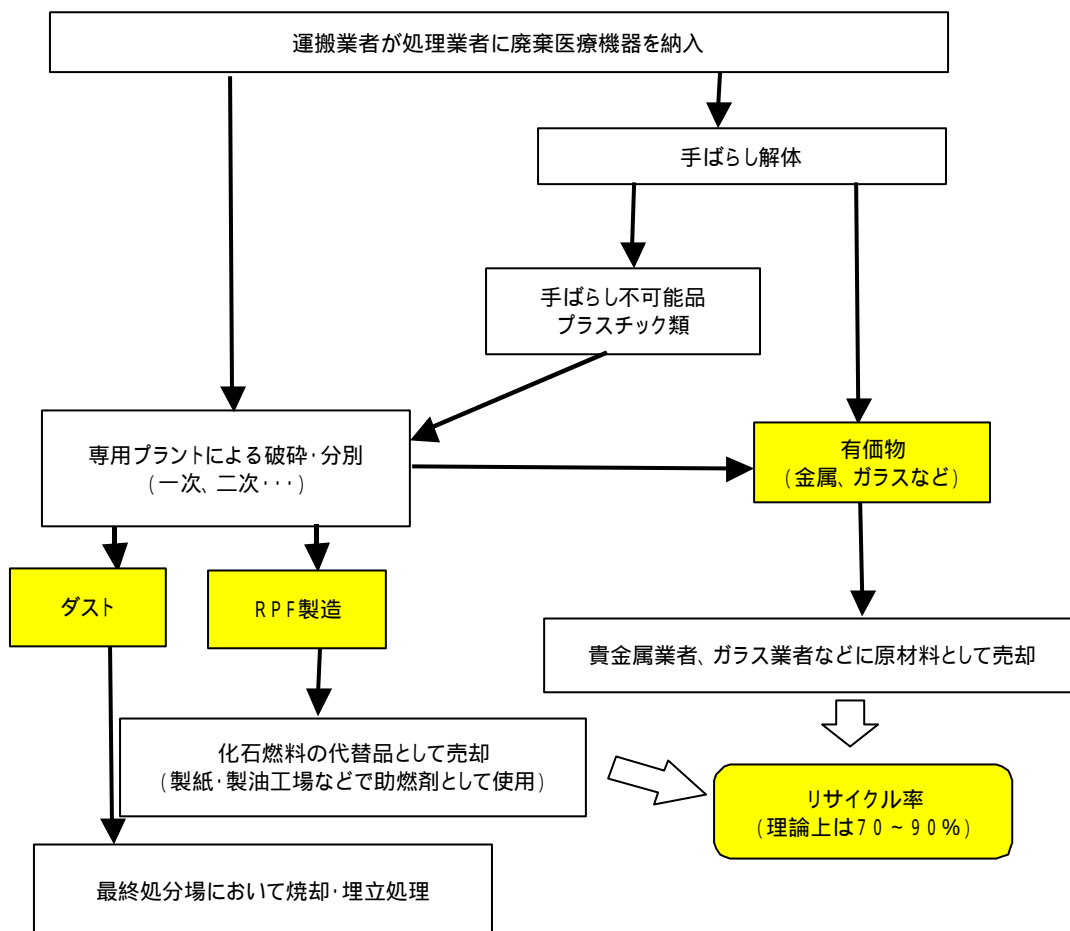 運搬業者が処理業者に廃棄医療機器を納入
手ばらし解体
手ばらし不可能品
プラスチック類
専用プラントによる破砕・分別
(一次、二次・・・)
有価物
(金属、ガラスなど)
ダスト
RPF製造
貴金属業者、ガラス業者などに原材料として売却
化石燃料の代替品として売却
(製紙・製油工場などで助燃剤として使用)
リサイクル率
(理論上は70~90%)
最終処分場において焼却・埋立処理